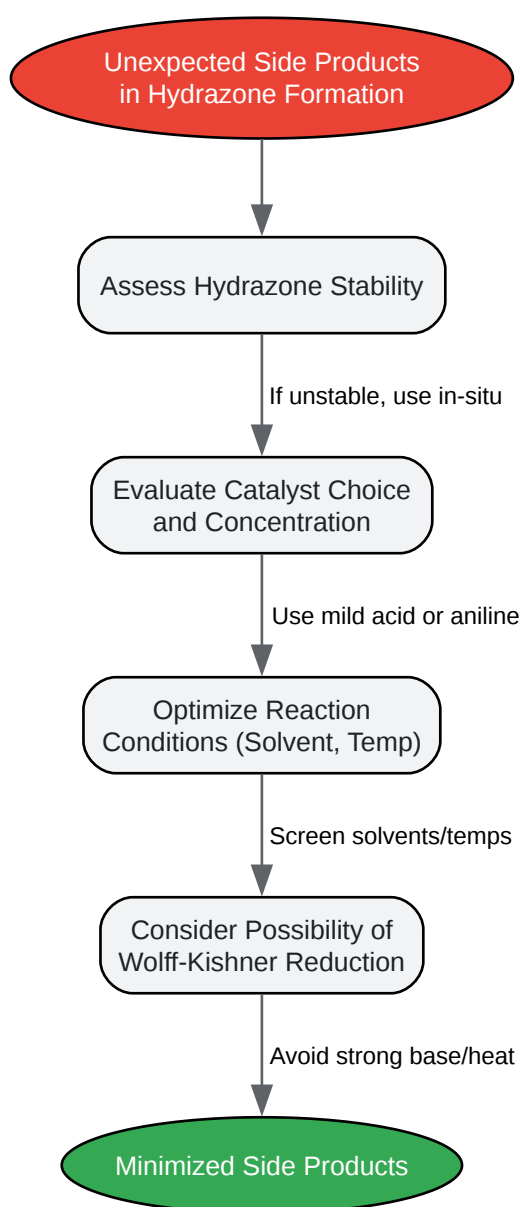 Unexpected Side Products
in Hydrazone Formation
Assess Hydrazone Stability
If unstable, use in-situ
Evaluate Catalyst Choice
and Concentration
Use mild acid or aniline
Optimize Reaction
Conditions (Solvent, Temp)
Screen solvents/temps
Consider Possibility of
Wolff-Kishner Reduction
Avoid strong base/heat
Minimized Side Products